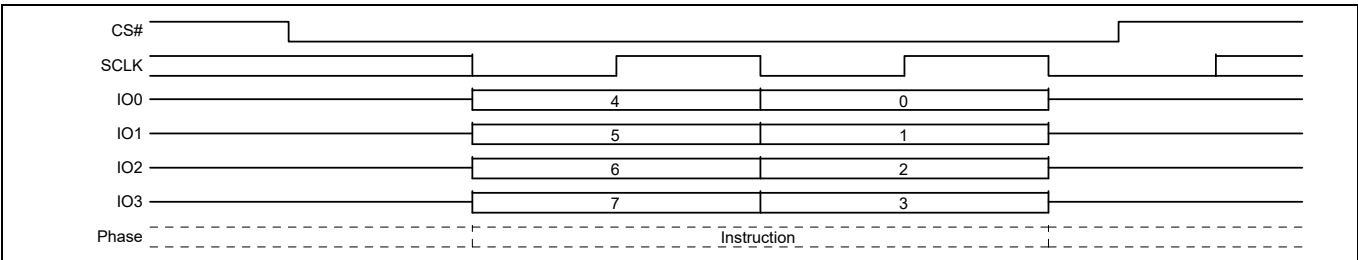 CS#
SCLK
IO0 4 0
IO1 5 1
IO2 6 2
IO3 7 3
Phase Instruction